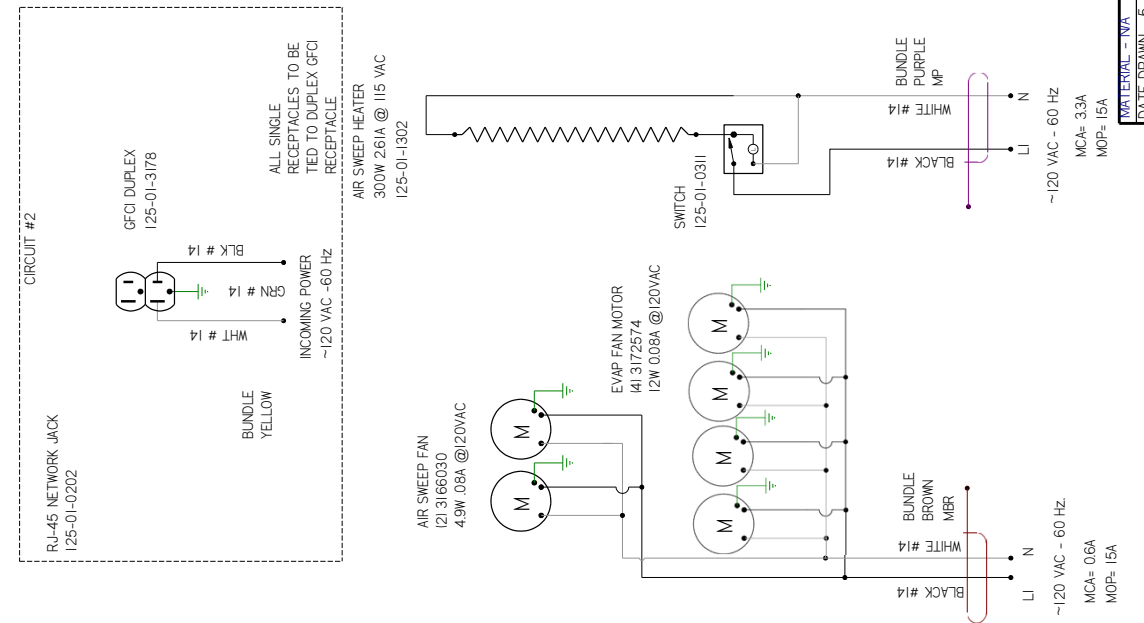 CIRCUIT #2
RJ-45 NETWORK JACK
125-01-0202
GFCI DUPLEX
125-01-3178
WHT # 14
GRN # 14
BLK # 14
BUNDLE
YELLOW
INCOMING POWER
~120 VAC -60 Hz
ALL SINGLE
RECEPTACLES TO BE
TIED TO DUPLEX GFCI
RECEPTACLE
AIR SWEEP HEATER
300W 2.61A @ 115 VAC
125-01-1302
SWITCH
125-01-0311
BUNDLE
PURPLE
MP
WHITE #14
BLACK #14
L1
N
~120 VAC - 60 Hz
MCA= 3.3A
MOP= 15A
AIR SWEEP FAN
(2) 3166030
4.9W .08A @120VAC
M
M
EVAP FAN MOTOR
(4) 3172574
12W 0.08A @120VAC
M
M
M
M
BUNDLE
BROWN
MBR
WHITE #14
BLACK #14
L1
N
~120 VAC - 60 Hz.
MCA= 0.6A
MOP= 15A
MATERIAL - N/A